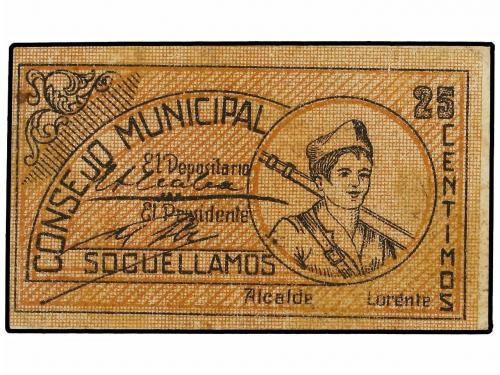 CONSEJO MUNICIPAL
25 CENTIMOS
El Depositario
El Presidente
SOCUELLAMOS
Alcalde Lorente